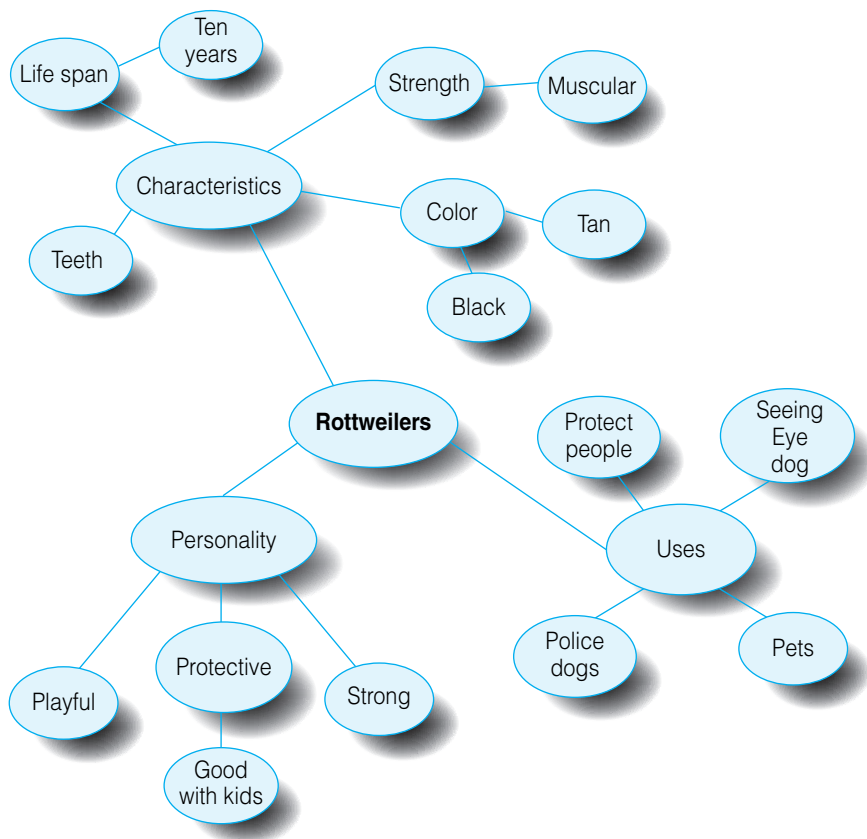 Ten
years
Life span
Strength
Muscular
Characteristics
Color
Tan
Teeth
Black
Rottweilers
Protect
people
Seeing
Eye
dog
Personality
Uses
Police
dogs
Pets
Playful
Protective
Strong
Good
with kids